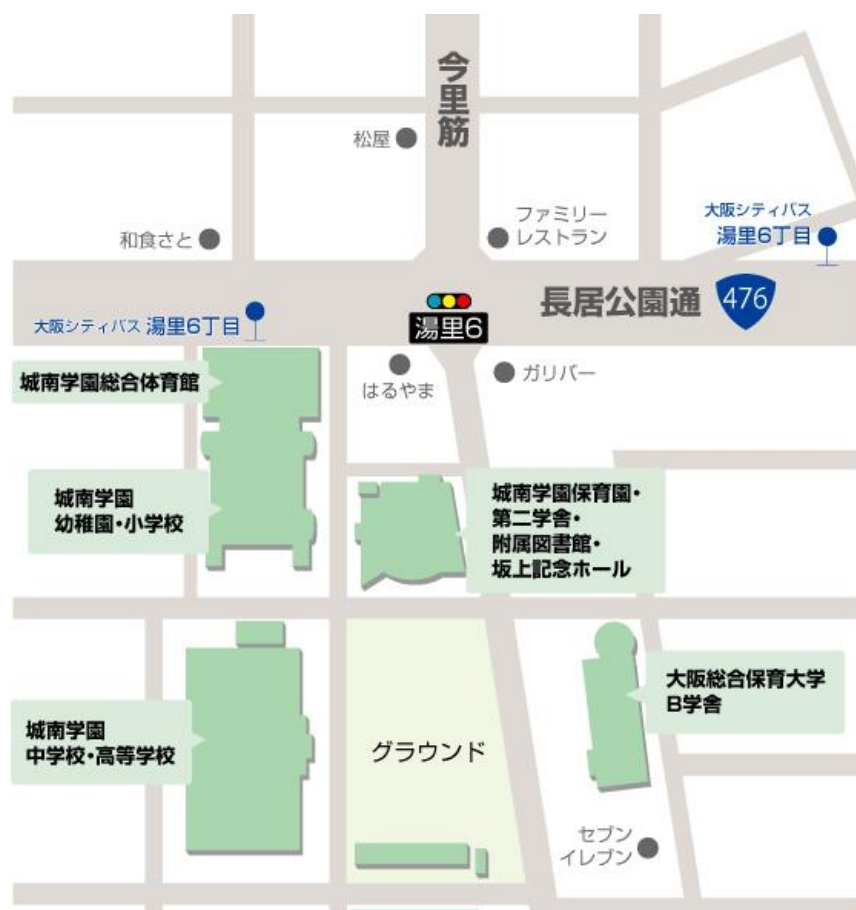 今里筋
松屋
ファミリー
レストラン
大阪シティバス
湯里6丁目
和食さと
長居公園通
476
大阪シティバス 湯里6丁目
湯里6
はるやま
ガリバー
城南学園総合体育館
城南学園
幼稚園・小学校
城南学園保育園・
第二学舎・
附属図書館・
坂上記念ホール
大阪総合保育大学
B学舎
城南学園
中学校・高等学校
グラウンド
セブン
イレブン